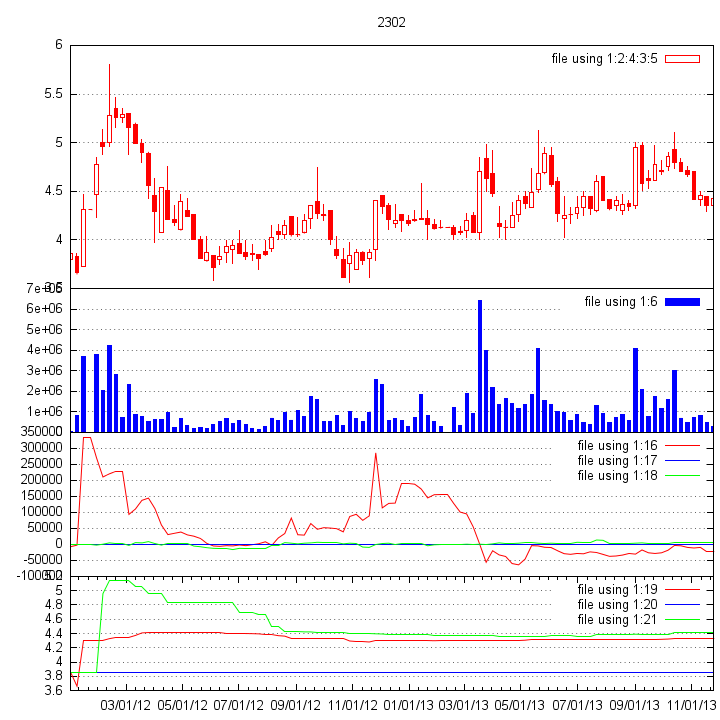 2302
6
file using 1:2:4:3:5
5.5
5
4.5
4
7e+06
file using 1:6
6e+06
5e+06
4e+06
3e+06
2e+06
1e+06
350000
file using 1:16
300000
file using 1:17
250000
file using 1:18
200000
150000
100000
50000
0
-50000
-100000
5.2
file using 1:19
5
file using 1:20
4.8
file using 1:21
4.6
4.4
4.2
4
3.8
3.6
03/01/12 05/01/12 07/01/12 09/01/12 11/01/12 01/01/13 03/01/13 05/01/13 07/01/13 09/01/13 11/01/13